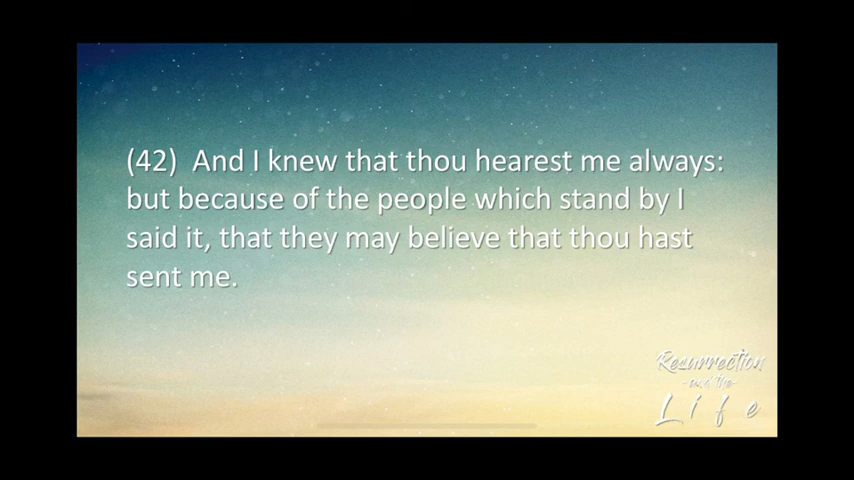 (42) And I knew that thou hearest me always:
but because of the people which stand by I
said it, that they may believe that thou hast
sent me.
Resurrection
and the
Life